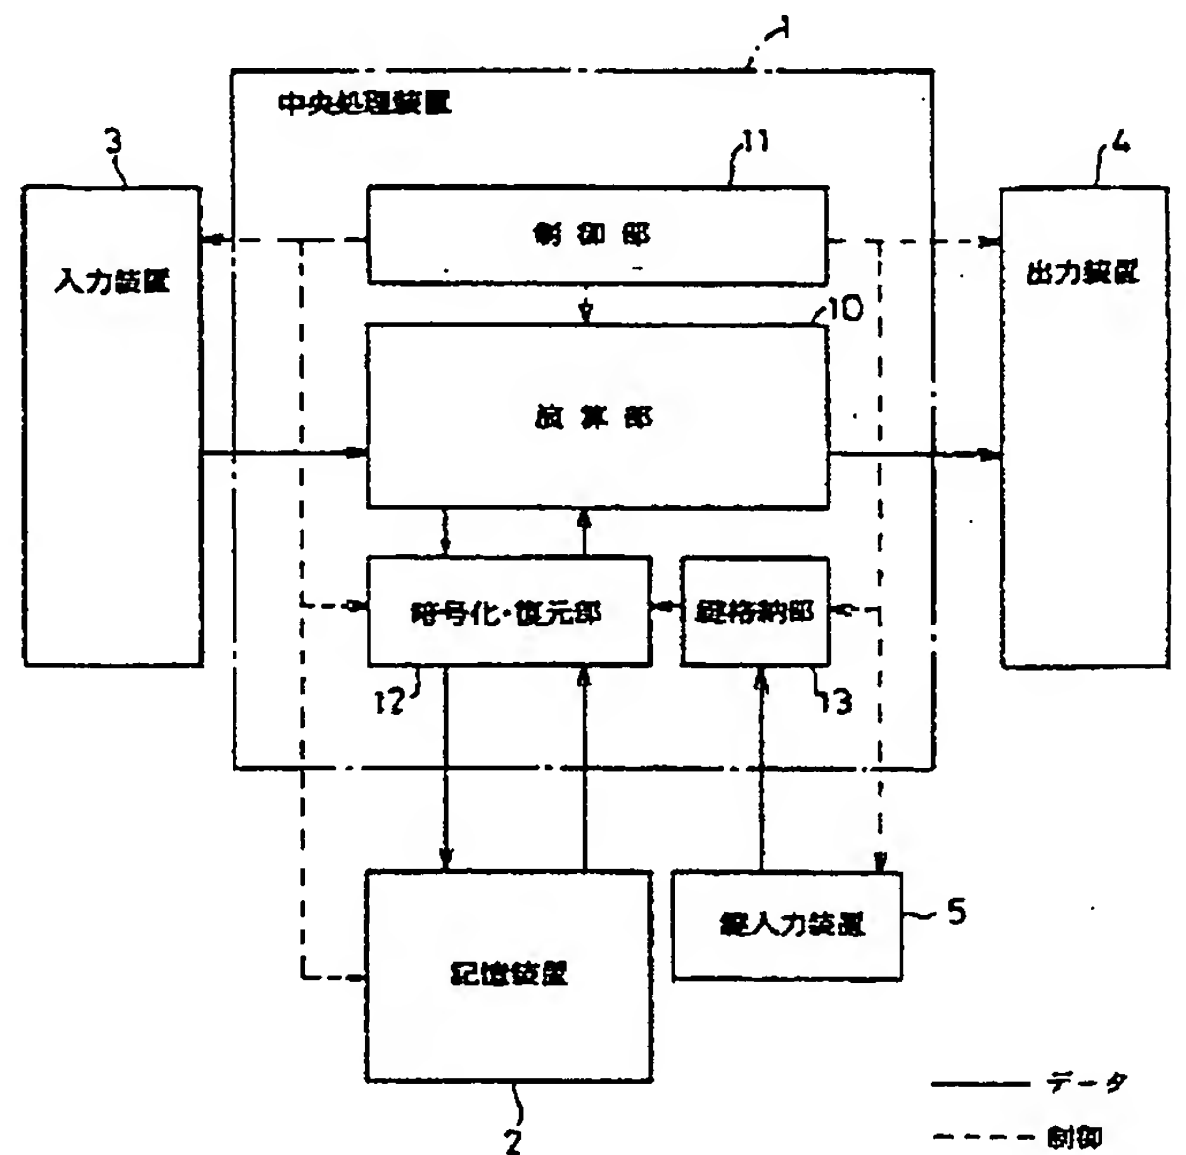 1
中央処理装置
3
11
4
制御部
入力装置
出力装置
10
演算部
暗号化・復元部
鍵格納部
12
13
鍵入力装置
5
記憶装置
2
データ
制御